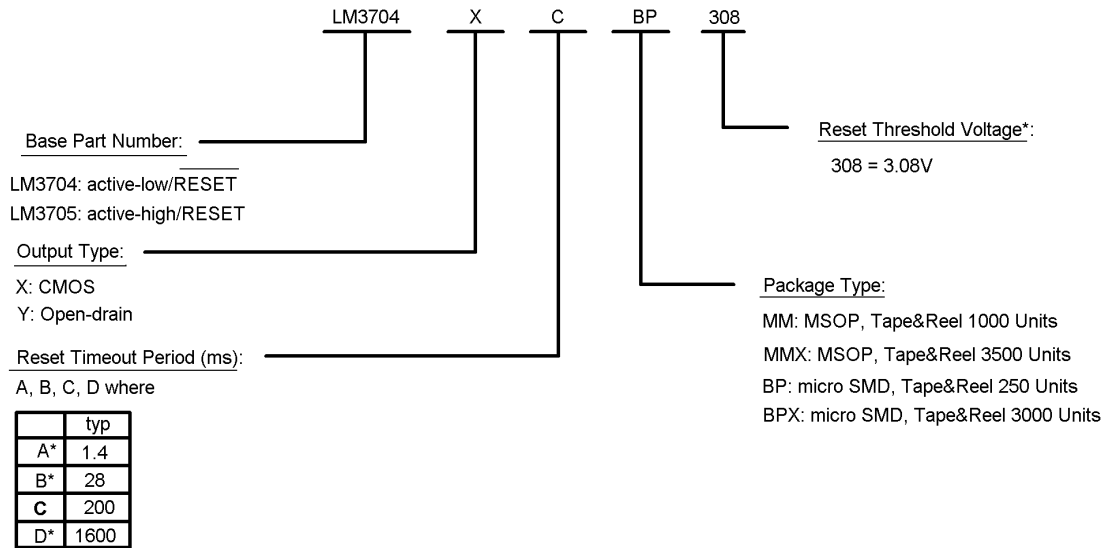 LM3704 X C BP 308
Base Part Number:
LM3704: active-low/R̅E̅S̅E̅T̅
LM3705: active-high/RESET
Output Type:
X: CMOS
Y: Open-drain
Reset Timeout Period (ms):
A, B, C, D where
typ
A* 1.4
B* 28
C 200
D* 1600
Reset Threshold Voltage*:
308 = 3.08V
Package Type:
MM: MSOP, Tape&Reel 1000 Units
MMX: MSOP, Tape&Reel 3500 Units
BP: micro SMD, Tape&Reel 250 Units
BPX: micro SMD, Tape&Reel 3000 Units